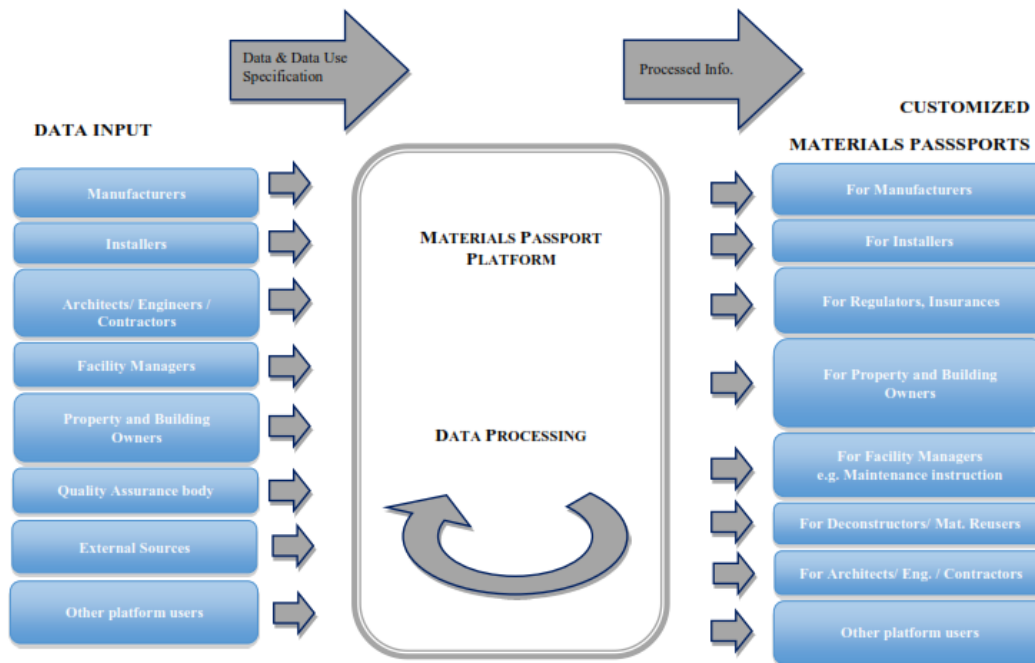 Data & Data Use
Specification
Processed Info.
DATA INPUT
CUSTOMIZED
MATERIALS PASSSPORTS
Manufacturers
Installers
Architects/ Engineers /
Contractors
Facility Managers
Property and Building
Owners
Quality Assurance body
External Sources
Other platform users
MATERIALS PASSPORT
PLATFORM
DATA PROCESSING
For Manufacturers
For Installers
For Regulators, Insurances
For Property and Building
Owners
For Facility Managers
e.g. Maintenance instruction
For Deconstructors/ Mat. Reusers
For Architects/ Eng. / Contractors
Other platform users